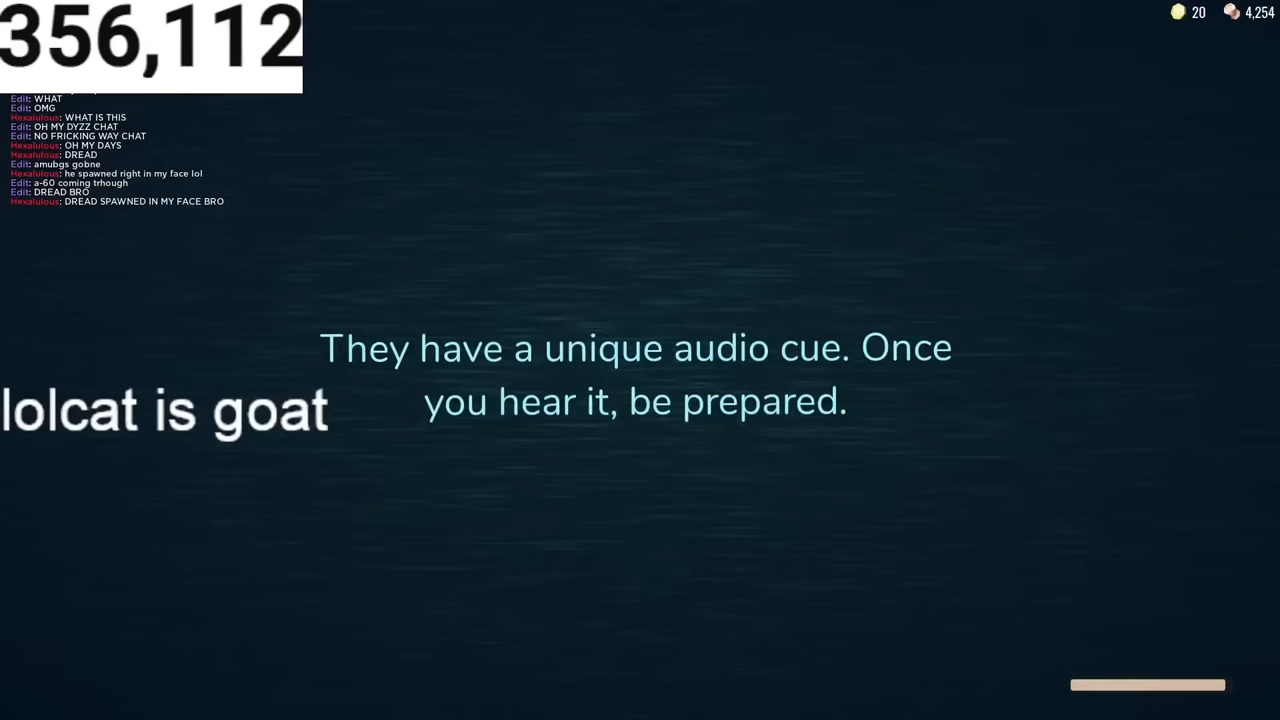 356,112
20 4,254
Edit: WHAT
Edit: OMG
Hexalulous: WHAT IS THIS
Edit: OH MY DYZZ CHAT
Edit: NO FRICKING WAY CHAT
Hexalulous: OH MY DAYS
Hexalulous: DREAD
Edit: amubgs gobne
Hexalulous: he spawned right in my face lol
Edit: a-60 coming trhough
Edit: DREAD BRO
Hexalulous: DREAD SPAWNED IN MY FACE BRO
They have a unique audio cue. Once
you hear it, be prepared.
lolcat is goat